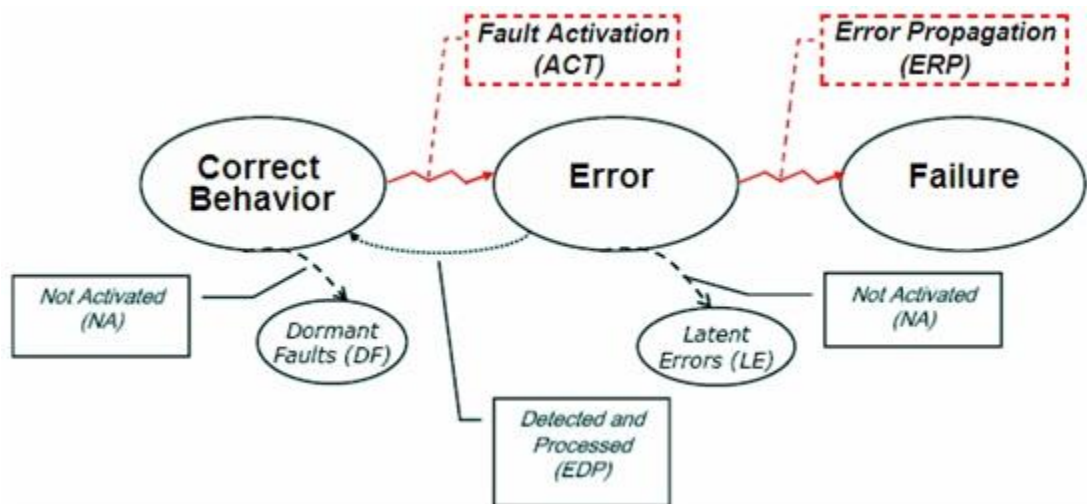 Fault Activation
(ACT)
Error Propagation
(ERP)
Correct
Behavior
Error
Failure
Not Activated
(NA)
Dormant
Faults (DF)
Latent
Errors (LE)
Not Activated
(NA)
Detected and
Processed
(EDP)